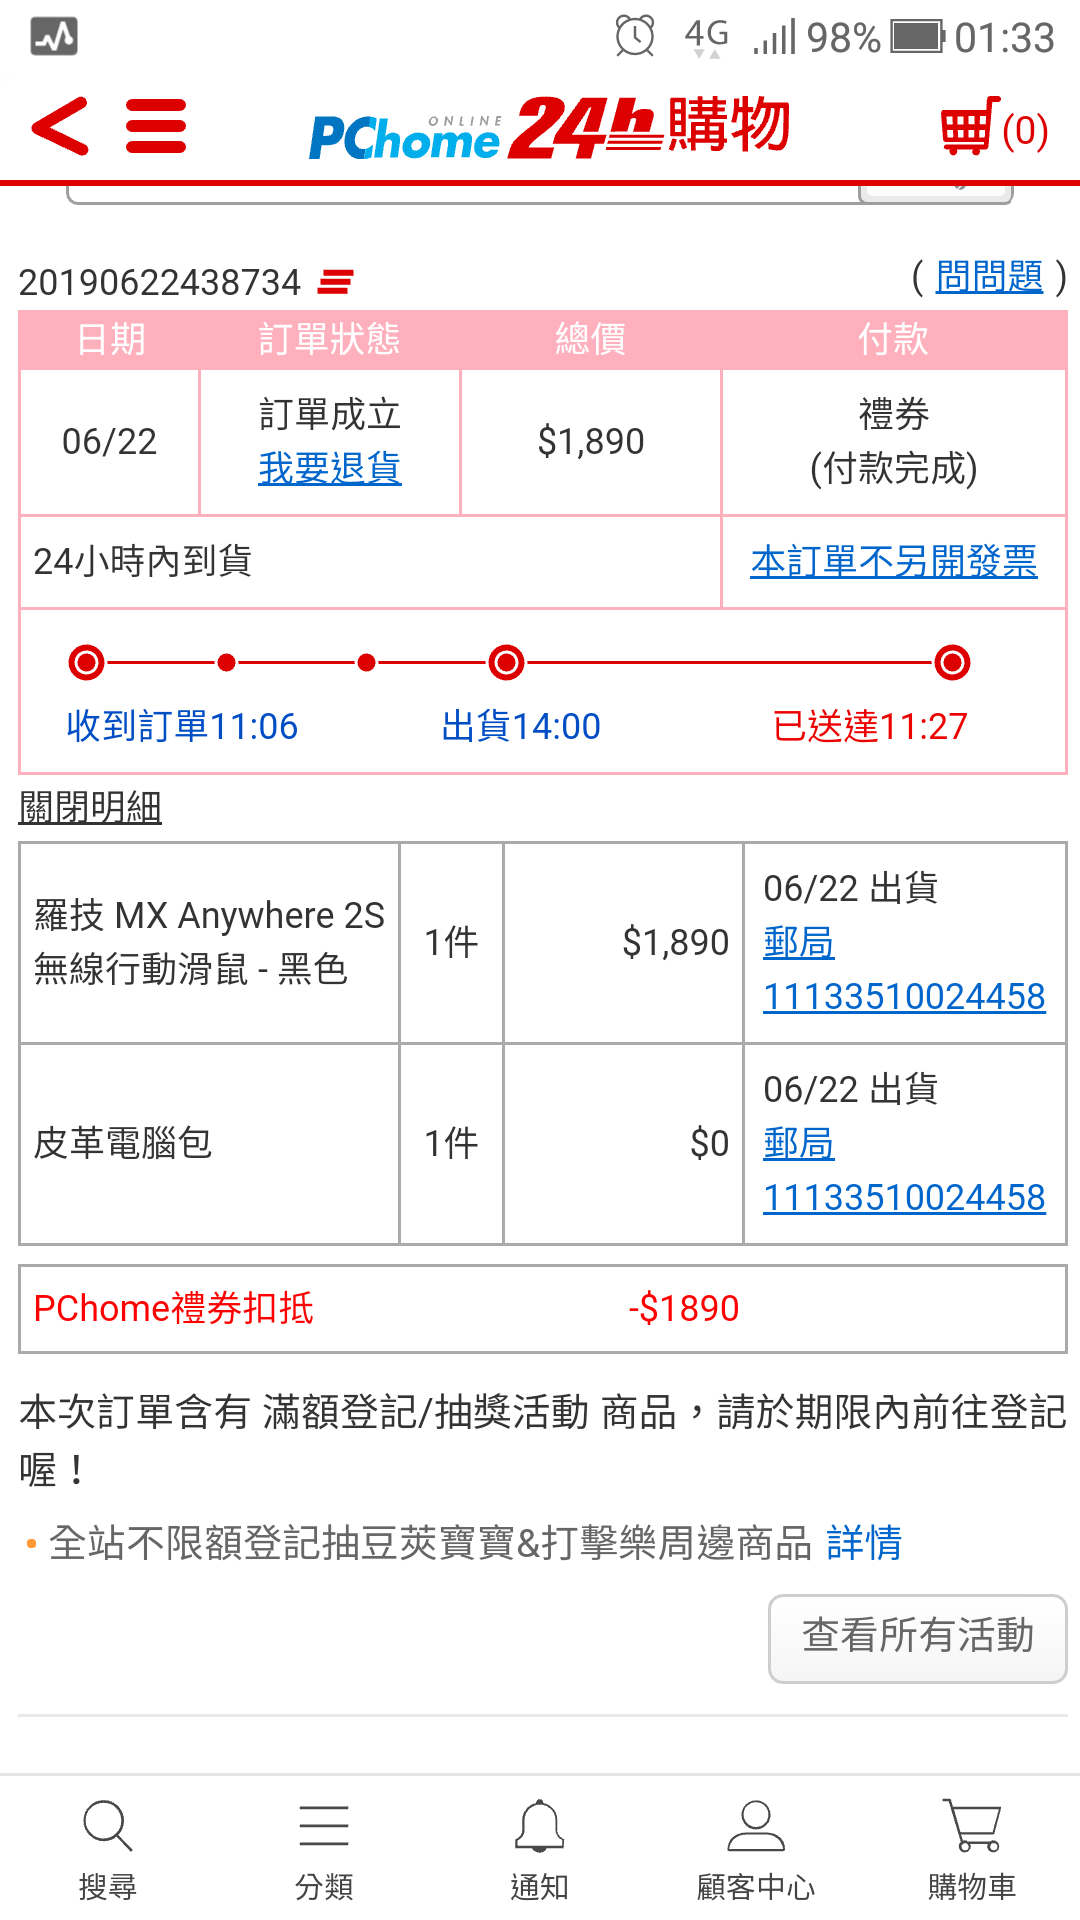 4G 98% 01:33
PChome ONLINE 24h購物 (0)
20190622438734 ( 問問題 )
日期 訂單狀態 總價 付款
06/22 訂單成立 $1,890 禮券
我要退貨 (付款完成)
24小時內到貨 本訂單不另開發票
收到訂單11:06 出貨14:00 已送達11:27
關閉明細
羅技 MX Anywhere 2S
無線行動滑鼠 - 黑色
1件
$1,890
06/22 出貨
郵局
11133510024458
皮革電腦包
1件
$0
06/22 出貨
郵局
11133510024458
PChome禮券扣抵 -$1890
本次訂單含有 滿額登記/抽獎活動 商品，請於期限內前往登記
喔！
全站不限額登記抽豆莢寶寶&打擊樂周邊商品 詳情
查看所有活動
搜尋 分類 通知 顧客中心 購物車